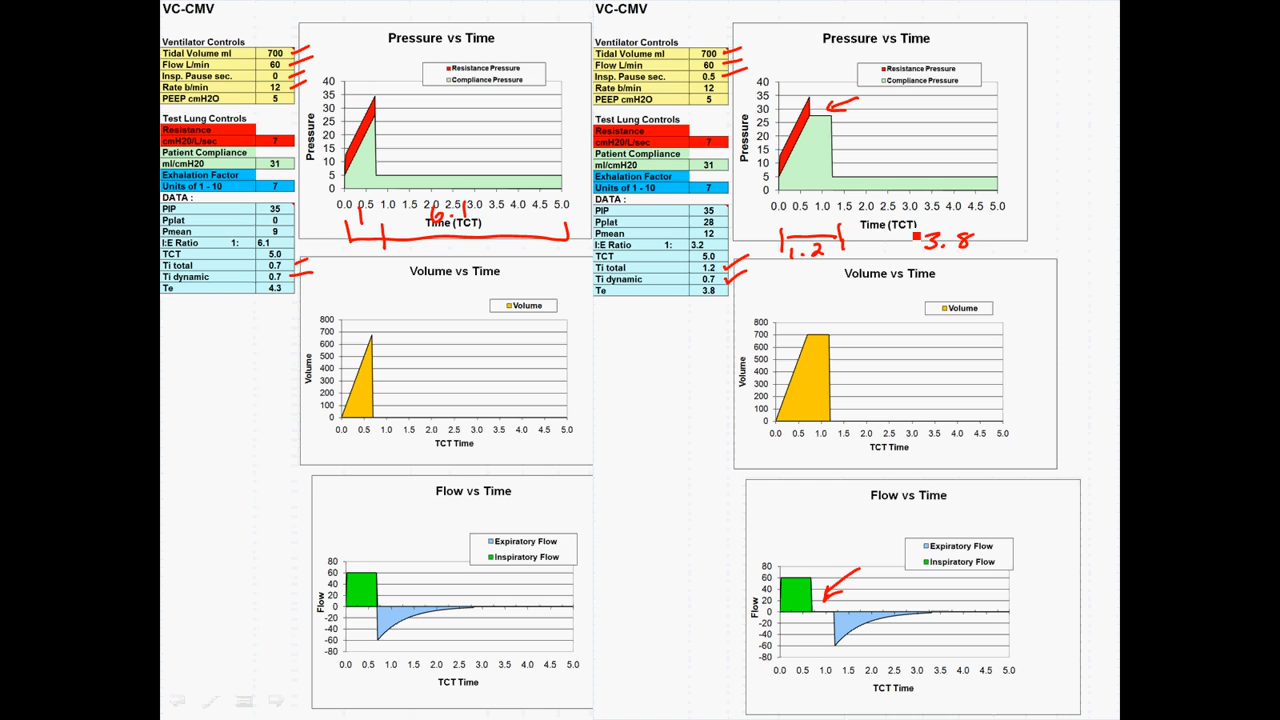 VC-CMV
Ventilator Controls
Tidal Volume ml 700
Flow L/min 60
Insp. Pause sec. 0
Rate b/min 12
PEEP cmH2O 5
Test Lung Controls
Resistance
cmH20/L/sec 7
Patient Compliance
ml/cmH20 31
Exhalation Factor
Units of 1 - 10 7
DATA :
PIP 35
Pplat 0
Pmean 9
I:E Ratio 1: 6.1
TCT 5.0
Ti total 0.7
Ti dynamic 0.7
Te 4.3
Pressure vs Time
Resistance Pressure
Compliance Pressure
Pressure
40
35
30
25
20
15
10
5
0
0.0 0.5 1.0 1.5 2.0 2.5 3.0 3.5 4.0 4.5 5.0
Time (TCT)
1 6.1
Volume vs Time
Volume
Volume
800
700
600
500
400
300
200
100
0
0.0 0.5 1.0 1.5 2.0 2.5 3.0 3.5 4.0 4.5 5.0
TCT Time
Flow vs Time
Expiratory Flow
Inspiratory Flow
Flow
80
60
40
20
0
-20
-40
-60
-80
0.0 0.5 1.0 1.5 2.0 2.5 3.0 3.5 4.0 4.5 5.0
TCT Time
VC-CMV
Ventilator Controls
Tidal Volume ml 700
Flow L/min 60
Insp. Pause sec. 0.5
Rate b/min 12
PEEP cmH2O 5
Test Lung Controls
Resistance
cmH20/L/sec 7
Patient Compliance
ml/cmH20 31
Exhalation Factor
Units of 1 - 10 7
DATA :
PIP 35
Pplat 28
Pmean 12
I:E Ratio 1: 3.2
TCT 5.0
Ti total 1.2
Ti dynamic 0.7
Te 3.8
Pressure vs Time
Resistance Pressure
Compliance Pressure
Pressure
40
35
30
25
20
15
10
5
0
0.0 0.5 1.0 1.5 2.0 2.5 3.0 3.5 4.0 4.5 5.0
Time (TCT)
1.2 3.8
Volume vs Time
Volume
Volume
800
700
600
500
400
300
200
100
0
0.0 0.5 1.0 1.5 2.0 2.5 3.0 3.5 4.0 4.5 5.0
TCT Time
Flow vs Time
Expiratory Flow
Inspiratory Flow
Flow
80
60
40
20
0
-20
-40
-60
-80
0.0 0.5 1.0 1.5 2.0 2.5 3.0 3.5 4.0 4.5 5.0
TCT Time